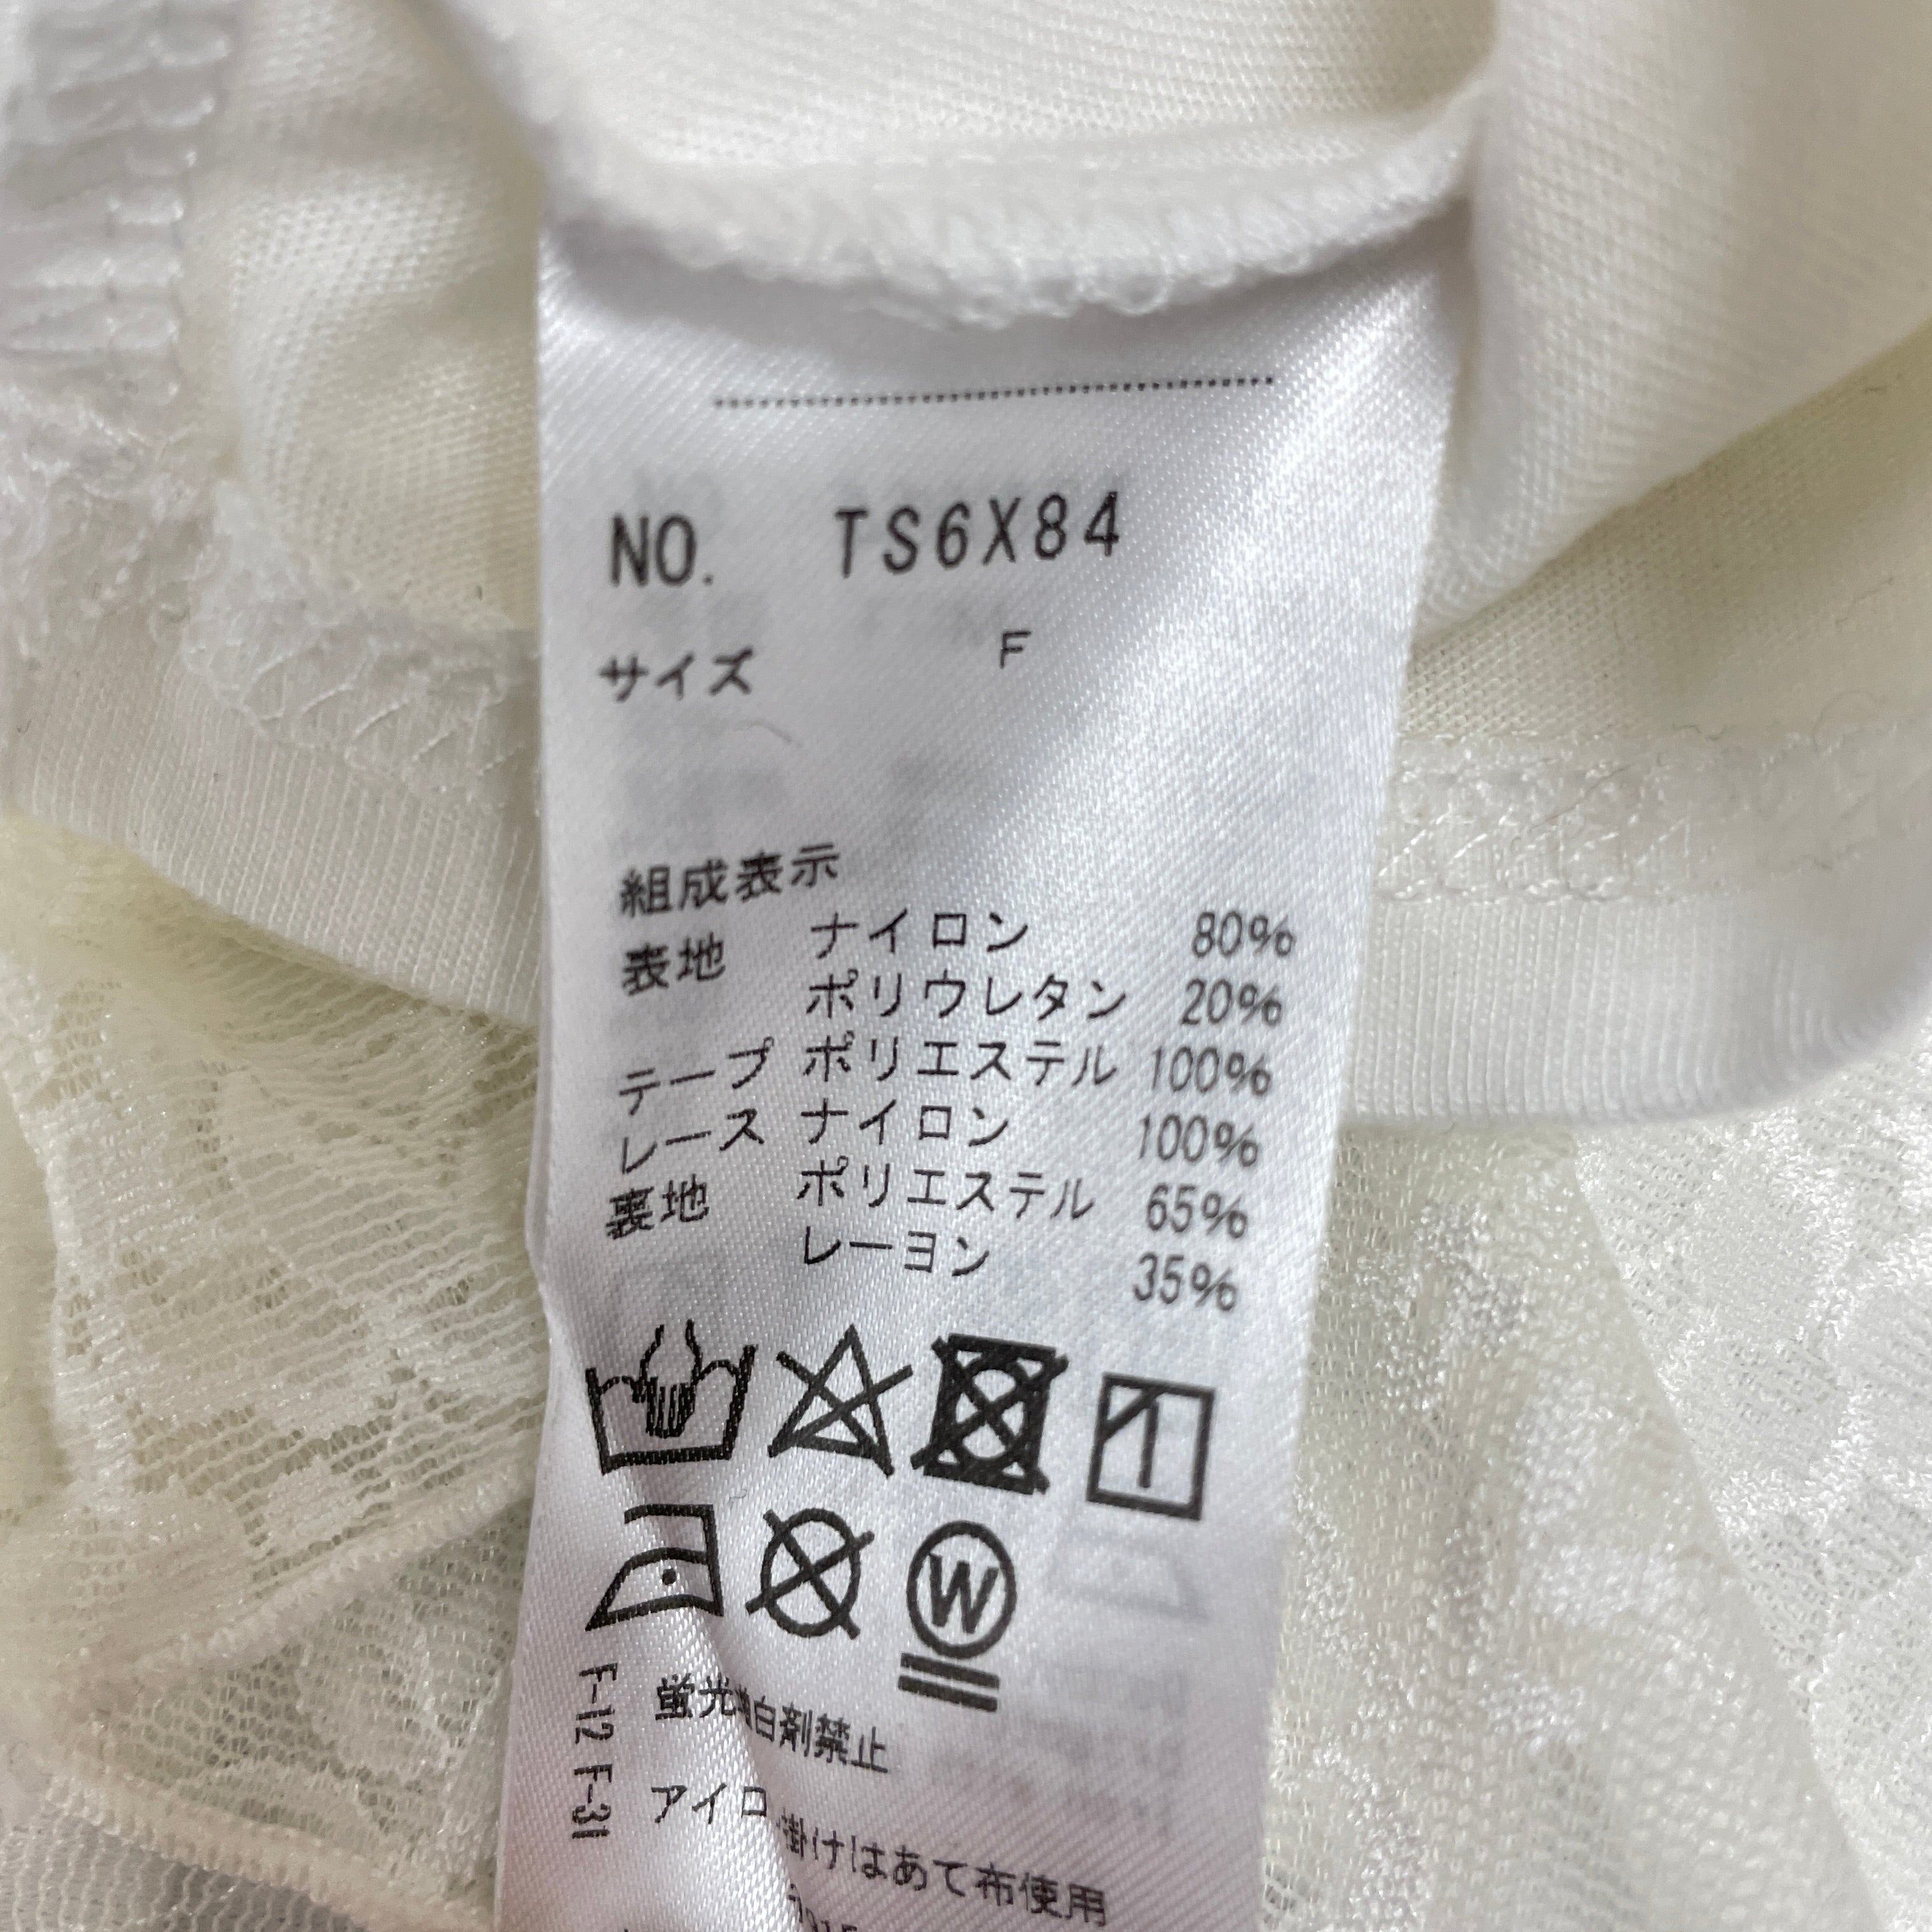 NO. TS6X84
サイズ F
組成表示
表地 ナイロン 80%
ポリウレタン 20%
テープ ポリエステル 100%
レース ナイロン 100%
裏地 ポリエステル 65%
レーヨン 35%
W
F-12 F-31
蛍光増白剤禁止
アイロン掛けはあて布使用